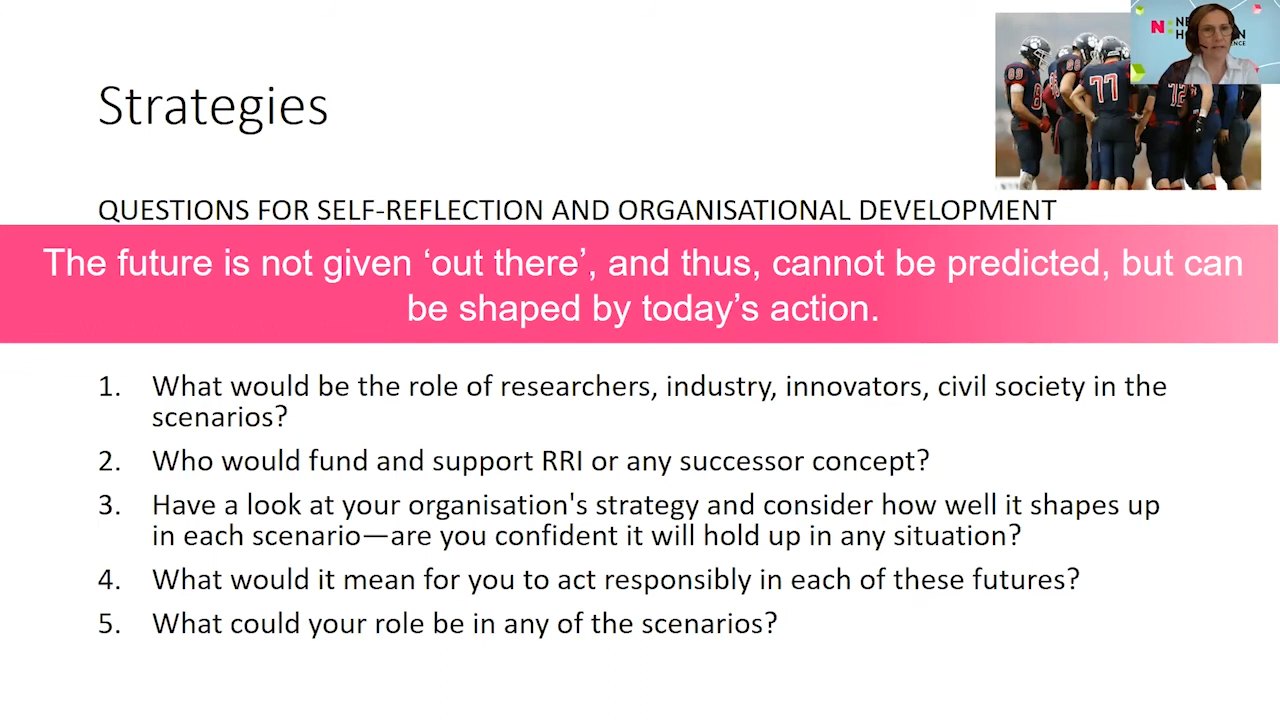 Strategies
QUESTIONS FOR SELF-REFLECTION AND ORGANISATIONAL DEVELOPMENT
The future is not given ‘out there’, and thus, cannot be predicted, but can
be shaped by today’s action.
1. What would be the role of researchers, industry, innovators, civil society in the
scenarios?
2. Who would fund and support RRI or any successor concept?
3. Have a look at your organisation's strategy and consider how well it shapes up
in each scenario—are you confident it will hold up in any situation?
4. What would it mean for you to act responsibly in each of these futures?
5. What could your role be in any of the scenarios?
77